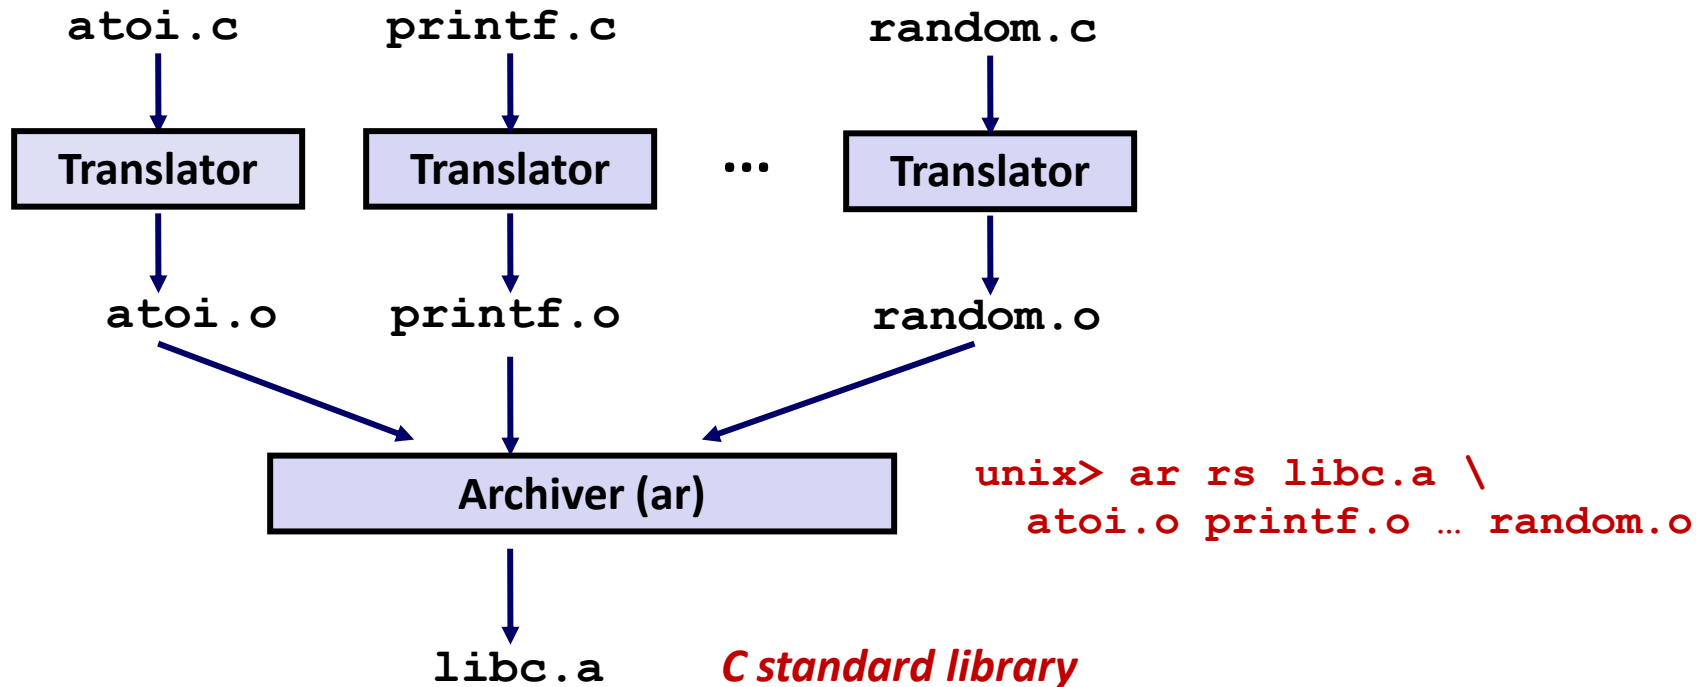 atoi.c printf.c random.c
Translator Translator ... Translator
atoi.o printf.o random.o
Archiver (ar)
unix> ar rs libc.a \
atoi.o printf.o … random.o
libc.a C standard library